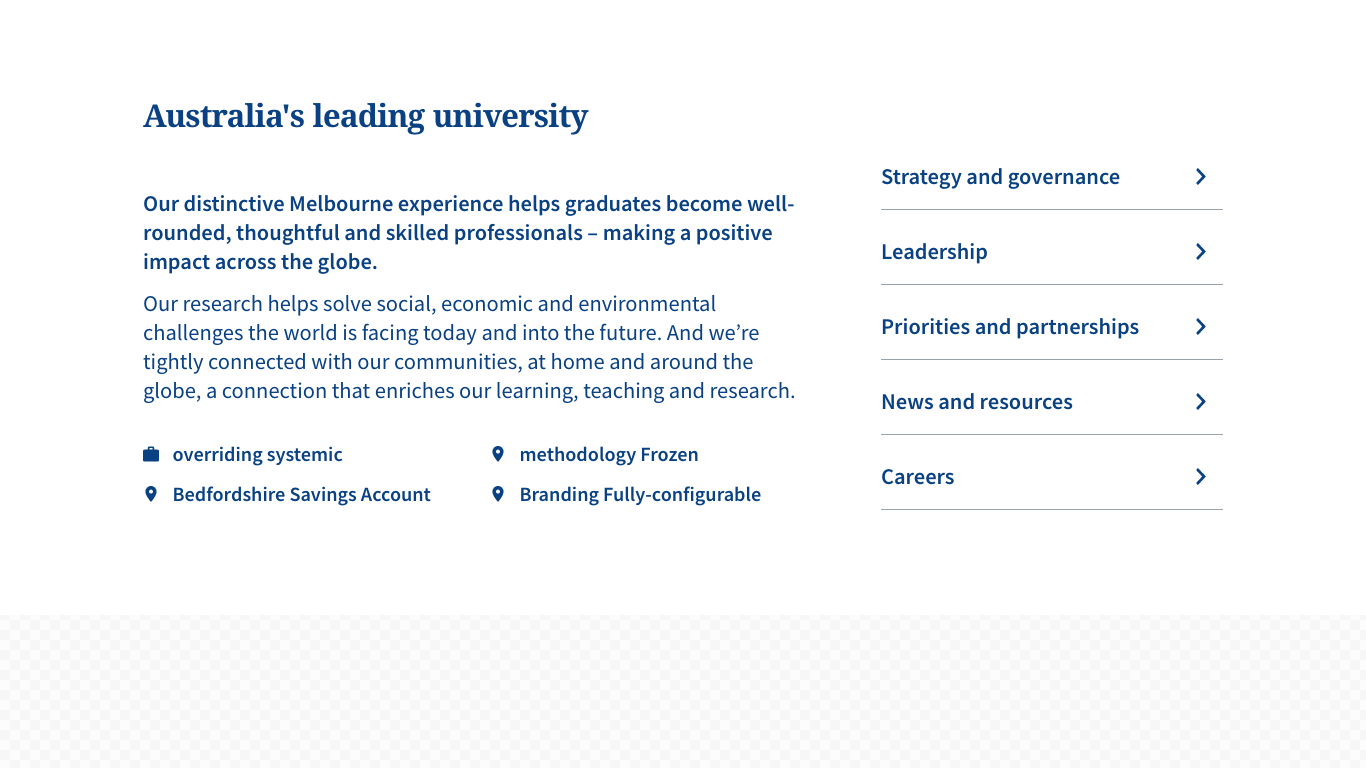 Australia's leading university
Our distinctive Melbourne experience helps graduates become well-
rounded, thoughtful and skilled professionals – making a positive
impact across the globe.
Our research helps solve social, economic and environmental
challenges the world is facing today and into the future. And we’re
tightly connected with our communities, at home and around the
globe, a connection that enriches our learning, teaching and research.
overriding systemic
methodology Frozen
Bedfordshire Savings Account
Branding Fully-configurable
Strategy and governance
Leadership
Priorities and partnerships
News and resources
Careers